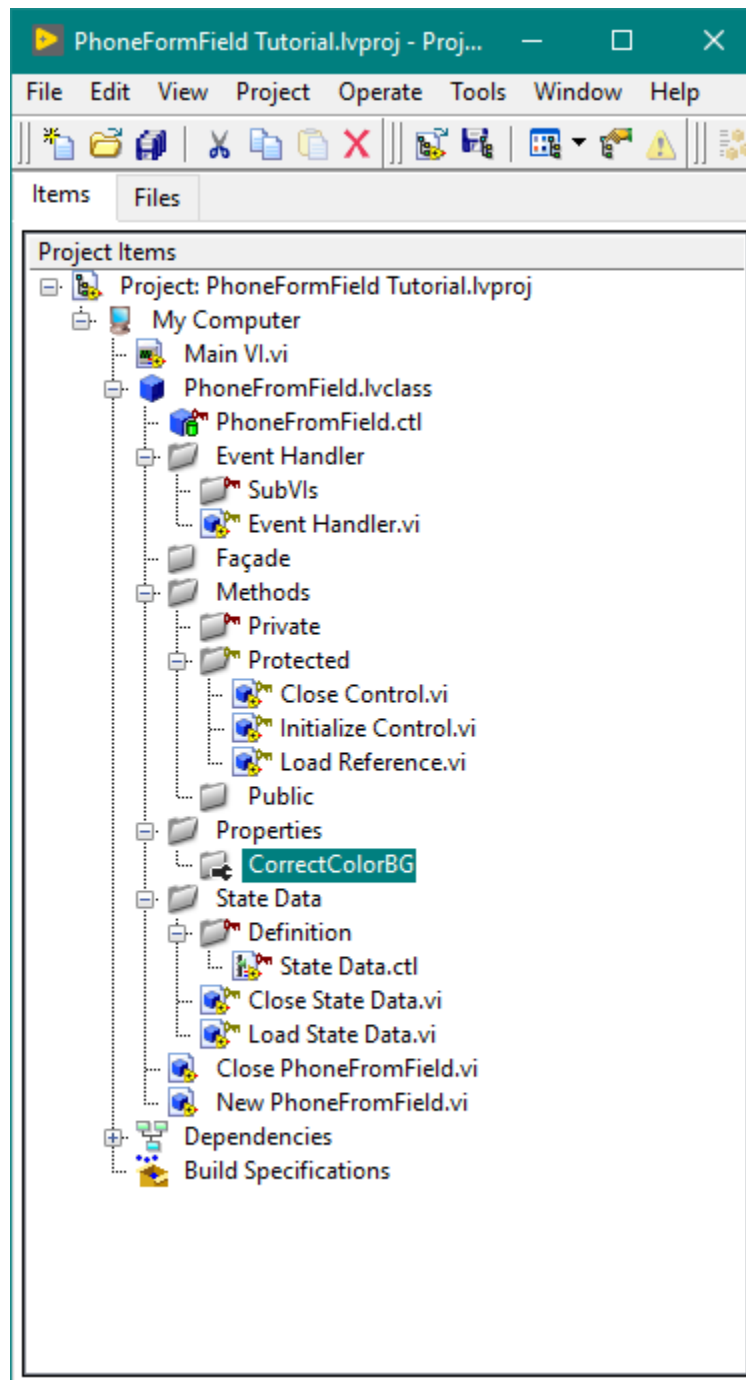 PhoneFormField Tutorial.lvproj - Proj...
File Edit View Project Operate Tools Window Help
Items Files
Project Items
Project: PhoneFormField Tutorial.lvproj
My Computer
Main VI.vi
PhoneFromField.lvclass
PhoneFromField.ctl
Event Handler
SubVIs
Event Handler.vi
Façade
Methods
Private
Protected
Close Control.vi
Initialize Control.vi
Load Reference.vi
Public
Properties
CorrectColorBG
State Data
Definition
State Data.ctl
Close State Data.vi
Load State Data.vi
Close PhoneFromField.vi
New PhoneFromField.vi
Dependencies
Build Specifications